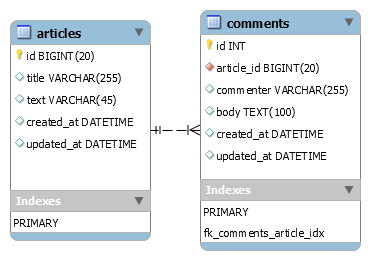 articles
id BIGINT(20)
title VARCHAR(255)
text VARCHAR(45)
created_at DATETIME
updated_at DATETIME
Indexes
PRIMARY
comments
id INT
article_id BIGINT(20)
commenter VARCHAR(255)
body TEXT(100)
created_at DATETIME
updated_at DATETIME
Indexes
PRIMARY
fk_comments_article_idx